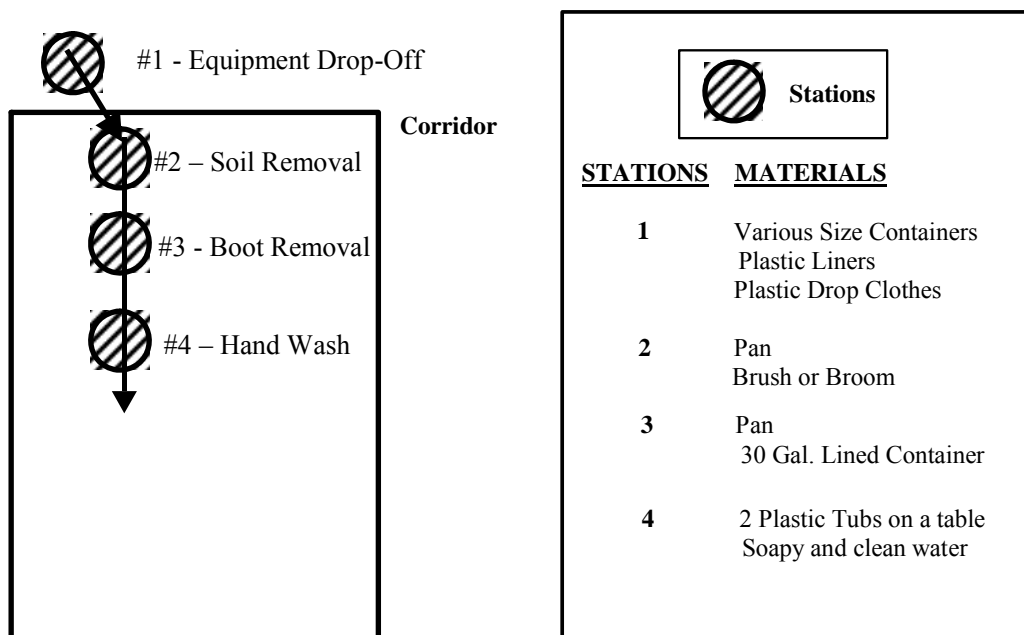 #1 - Equipment Drop-Off
Corridor
#2 – Soil Removal
#3 - Boot Removal
#4 – Hand Wash
Stations
STATIONS MATERIALS
1 Various Size Containers
Plastic Liners
Plastic Drop Clothes
2 Pan
Brush or Broom
3 Pan
30 Gal. Lined Container
4 2 Plastic Tubs on a table
Soapy and clean water